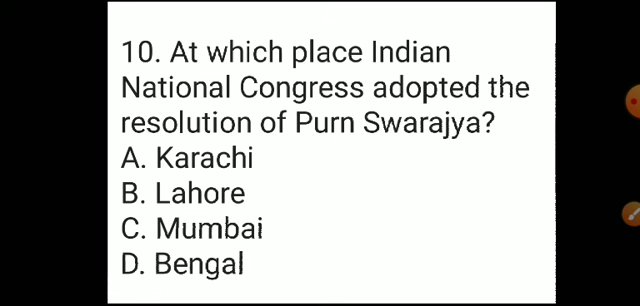 10. At which place Indian
National Congress adopted the
resolution of Purn Swarajya?
A. Karachi
B. Lahore
C. Mumbai
D. Bengal